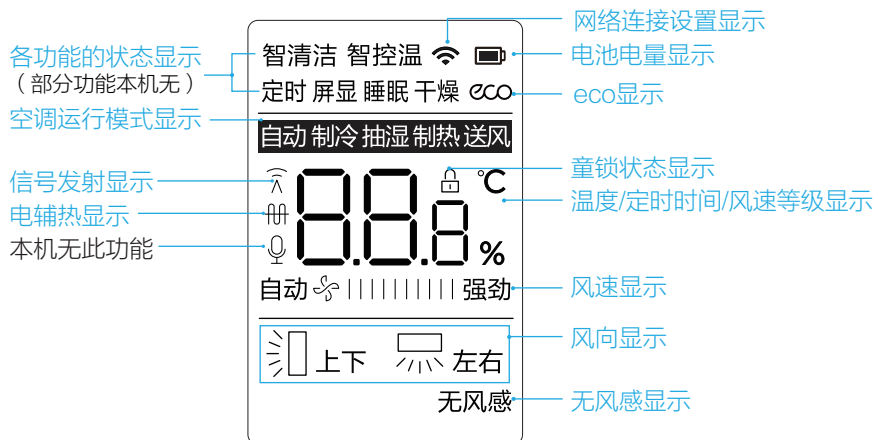 网络连接设置显示
各功能的状态显示
(部分功能本机无)
智清洁 智控温
电池电量显示
定时 屏显 睡眠 干燥 eco
eco显示
空调运行模式显示
自动 制冷 抽湿 制热 送风
童锁状态显示
信号发射显示
℃
温度/定时时间/风速等级显示
电辅热显示
88.8
本机无此功能
%
自动 强劲
风速显示
上下 左右
风向显示
无风感
无风感显示